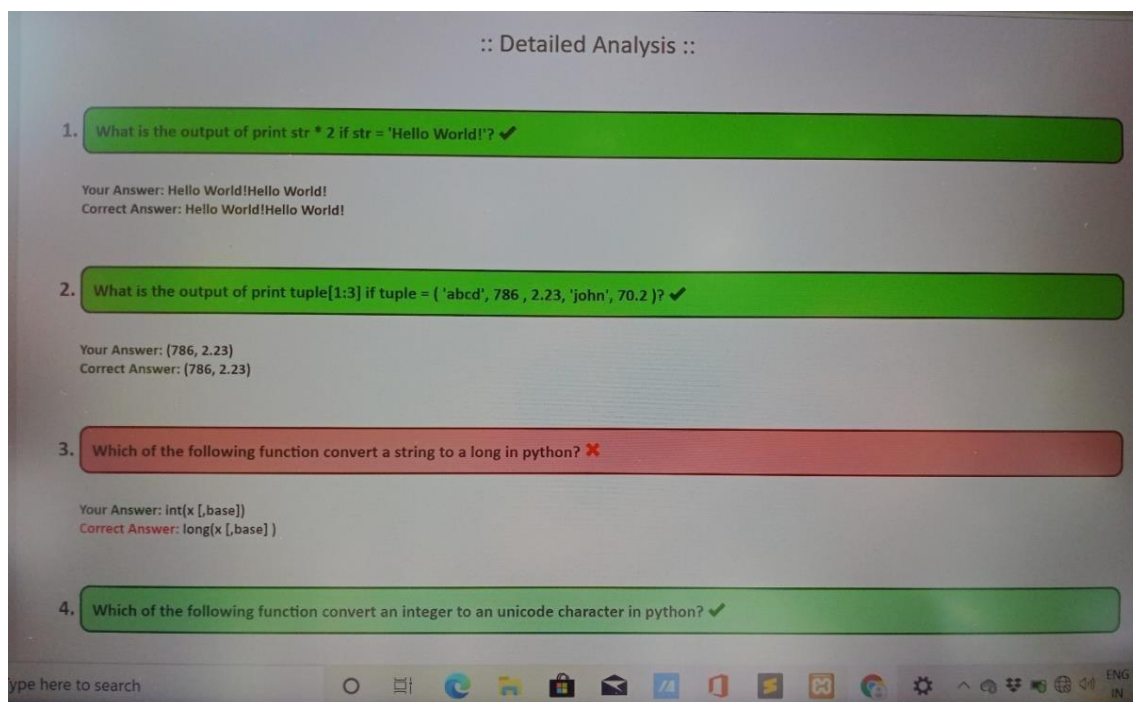 :: Detailed Analysis ::
1. What is the output of print str * 2 if str = 'Hello World!'? ✔
Your Answer: Hello World!Hello World!
Correct Answer: Hello World!Hello World!
2. What is the output of print tuple[1:3] if tuple = ( 'abcd', 786 , 2.23, 'john', 70.2 )? ✔
Your Answer: (786, 2.23)
Correct Answer: (786, 2.23)
3. Which of the following function convert a string to a long in python? ✖
Your Answer: int(x [,base])
Correct Answer: long(x [,base] )
4. Which of the following function convert an integer to an unicode character in python? ✔
ype here to search
ENG
IN